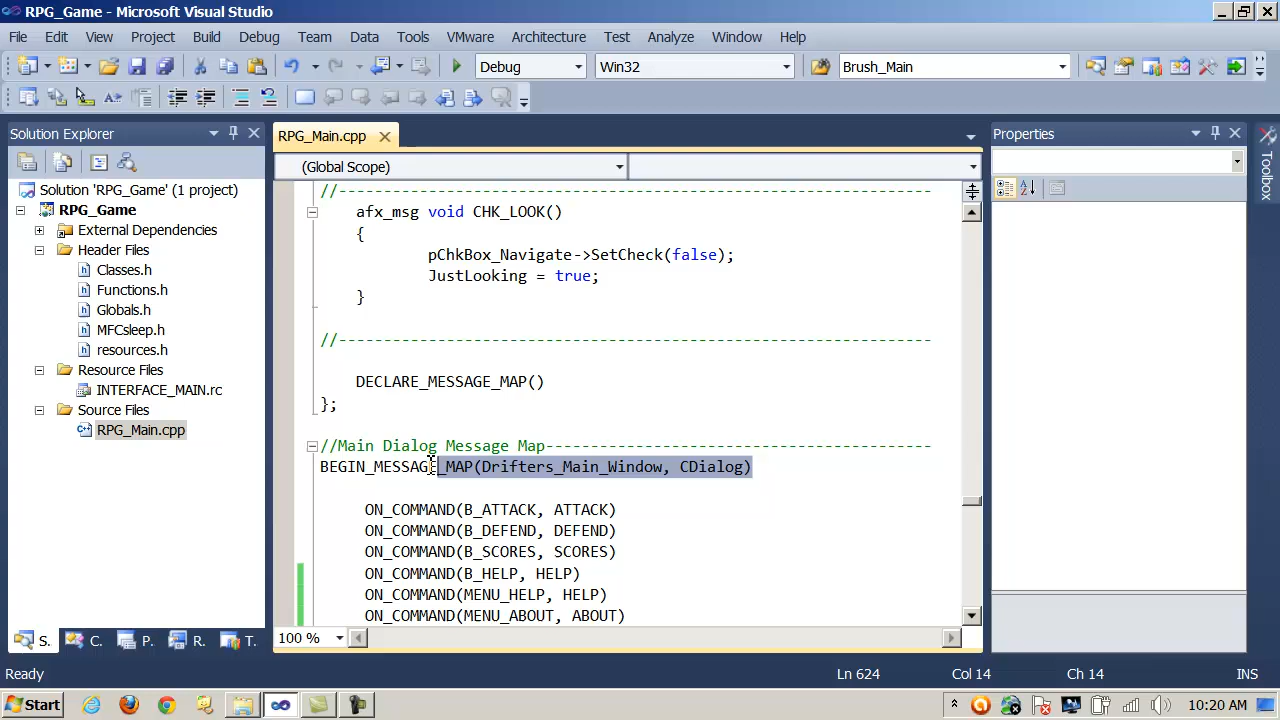 RPG_Game - Microsoft Visual Studio
File Edit View Project Build Debug Team Data Tools VMware Architecture Test Analyze Window Help
Debug Win32 Brush_Main
Solution Explorer
Solution 'RPG_Game' (1 project)
RPG_Game
External Dependencies
Header Files
Classes.h
Functions.h
Globals.h
MFCsleep.h
resources.h
Resource Files
INTERFACE_MAIN.rc
Source Files
RPG_Main.cpp
S. C. P. R. T.
RPG_Main.cpp
(Global Scope)
//-------------------------------------------------------------------
afx_msg void CHK_LOOK()
{
pChkBox_Navigate->SetCheck(false);
JustLooking = true;
}
//-------------------------------------------------------------------
DECLARE_MESSAGE_MAP()
};
//Main Dialog Message Map-------------------------------------------
BEGIN_MESSAGE_MAP(Drifters_Main_Window, CDialog)
ON_COMMAND(B_ATTACK, ATTACK)
ON_COMMAND(B_DEFEND, DEFEND)
ON_COMMAND(B_SCORES, SCORES)
ON_COMMAND(B_HELP, HELP)
ON_COMMAND(MENU_HELP, HELP)
ON_COMMAND(MENU_ABOUT, ABOUT)
100 %
Properties
Toolbox
Ready Ln 624 Col 14 Ch 14 INS
Start 10:20 AM